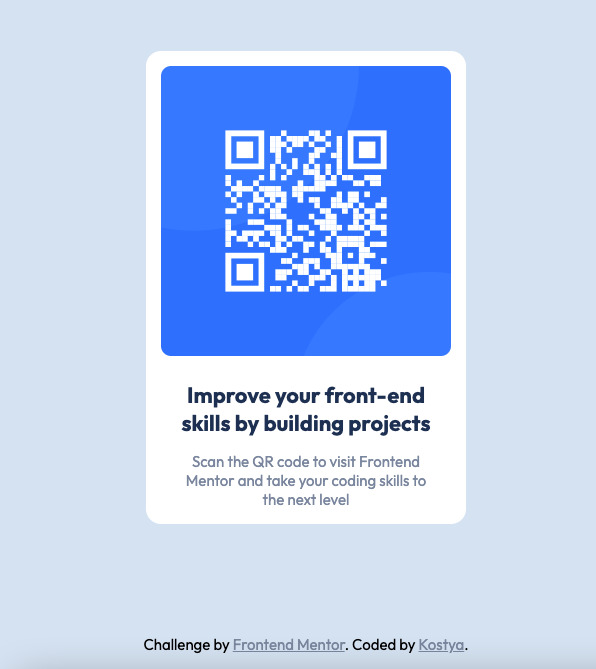 Improve your front-end
skills by building projects
Scan the QR code to visit Frontend
Mentor and take your coding skills to
the next level
Challenge by Frontend Mentor. Coded by Kostya.